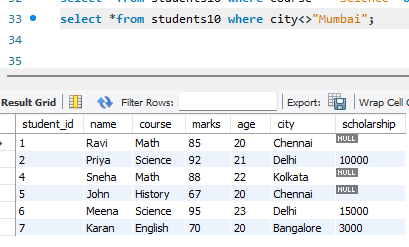 33 select *from students10 where city<>"Mumbai";
34
35
Result Grid Filter Rows: Export: Wrap Cell C
student_id name course marks age city scholarship
1 Ravi Math 85 20 Chennai NULL
2 Priya Science 92 21 Delhi 10000
4 Sneha Math 88 22 Kolkata NULL
5 John History 67 20 Chennai NULL
6 Meena Science 95 23 Delhi 15000
7 Karan English 70 20 Bangalore 3000